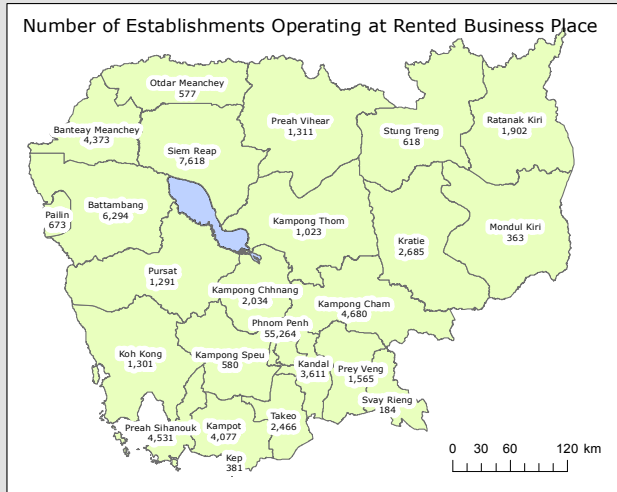 Number of Establishments Operating at Rented Business Place
Otdar Meanchey
577
Banteay Meanchey
4,373
Siem Reap
7,618
Preah Vihear
1,311
Stung Treng
618
Ratanak Kiri
1,902
Battambang
6,294
Pailin
673
Kampong Thom
1,023
Kratie
2,685
Mondul Kiri
363
Pursat
1,291
Kampong Chhnang
2,034
Kampong Cham
4,680
Phnom Penh
55,264
Koh Kong
1,301
Kampong Speu
580
Kandal
3,611
Prey Veng
1,565
Svay Rieng
184
Preah Sihanouk
4,531
Kampot
4,077
Takeo
2,466
Kep
381
0 30 60 120 km